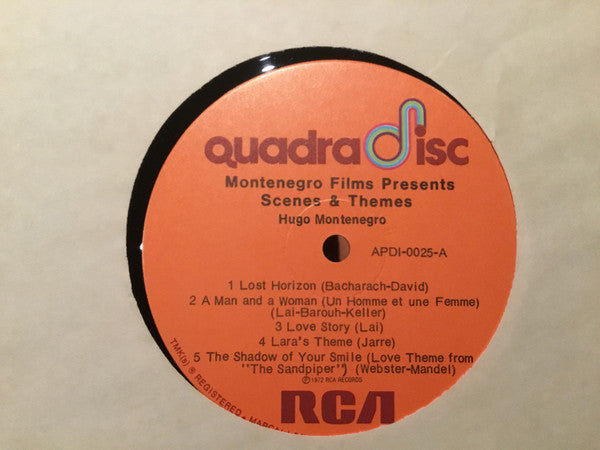 quadradisc
Montenegro Films Presents
Scenes & Themes
Hugo Montenegro
APDI-0025-A
1 Lost Horizon (Bacharach-David)
2 A Man and a Woman (Un Homme et une Femme)
(Lai-Barouh-Keller)
3 Love Story (Lai)
4 Lara's Theme (Jarre)
5 The Shadow of Your Smile (Love Theme from
"The Sandpiper") (Webster-Mandel)
℗ 1972 RCA RECORDS
RCA
TMK(s) ® REGISTERED •